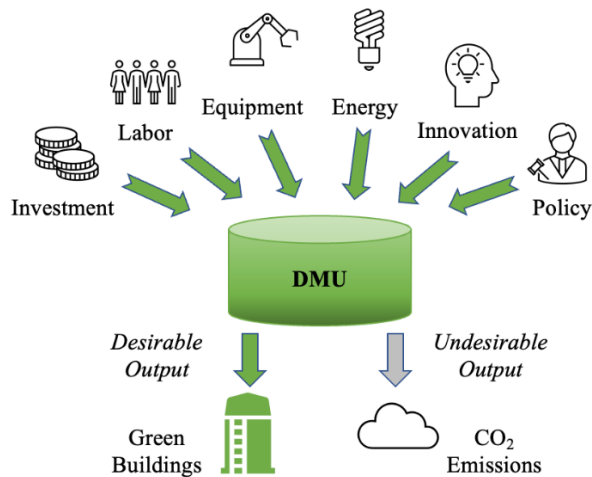 Investment
Labor
Equipment
Energy
Innovation
Policy
DMU
Desirable
Output
Undesirable
Output
Green
Buildings
CO₂
Emissions